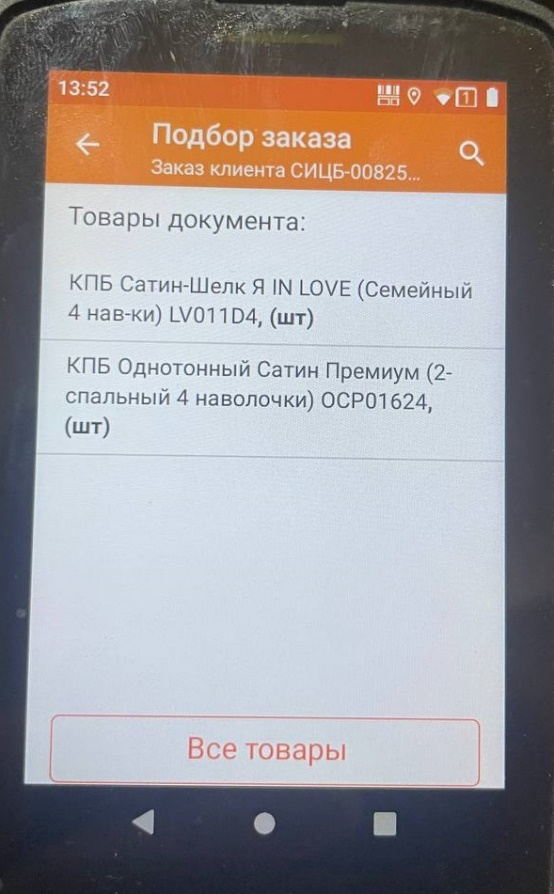 13:52
1
Подбор заказа
Заказ клиента СИЦБ-00825...
Товары документа:
КПБ Сатин-Шелк Я IN LOVE (Семейный
4 нав-ки) LV011D4, (шт)
КПБ Однотонный Сатин Премиум (2-
спальный 4 наволочки) OCP01624,
(шт)
Все товары